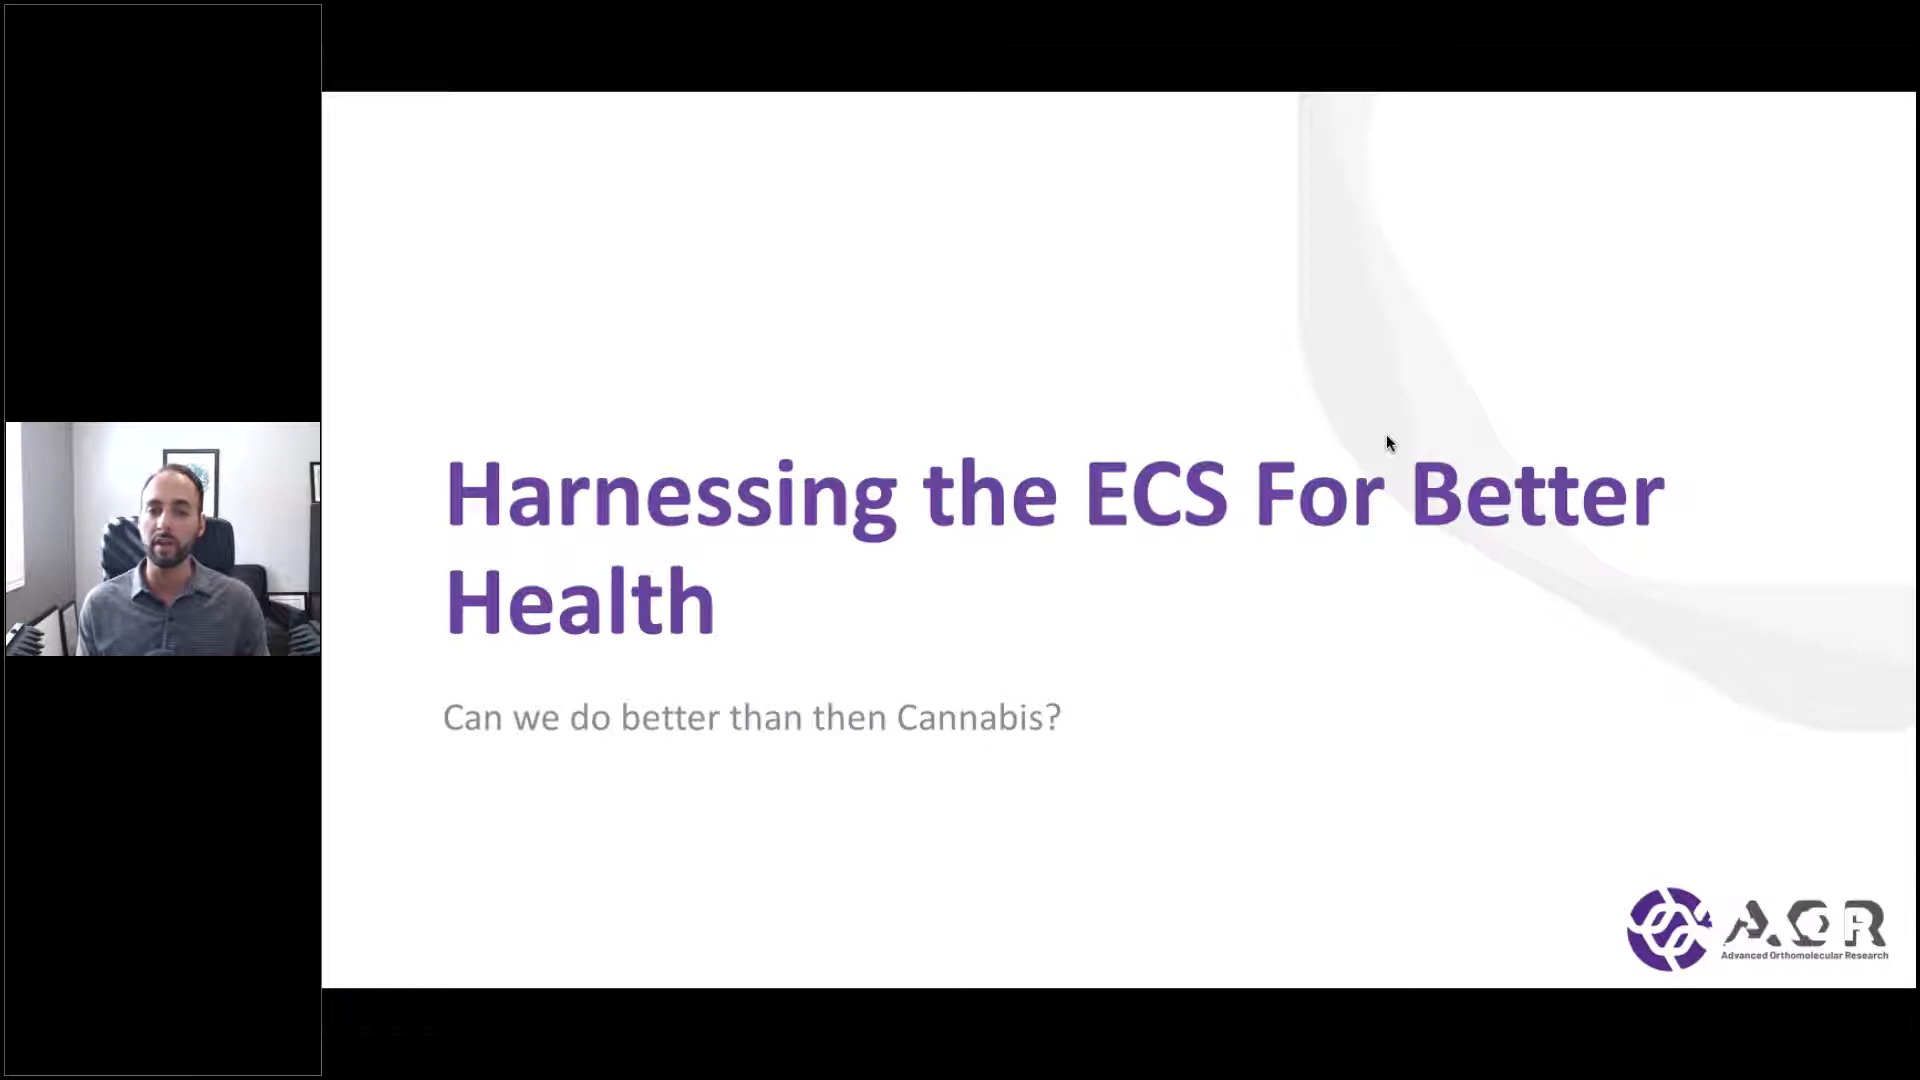 Harnessing the ECS For Better
Health
Can we do better than then Cannabis?
AOR
Advanced Orthomolecular Research